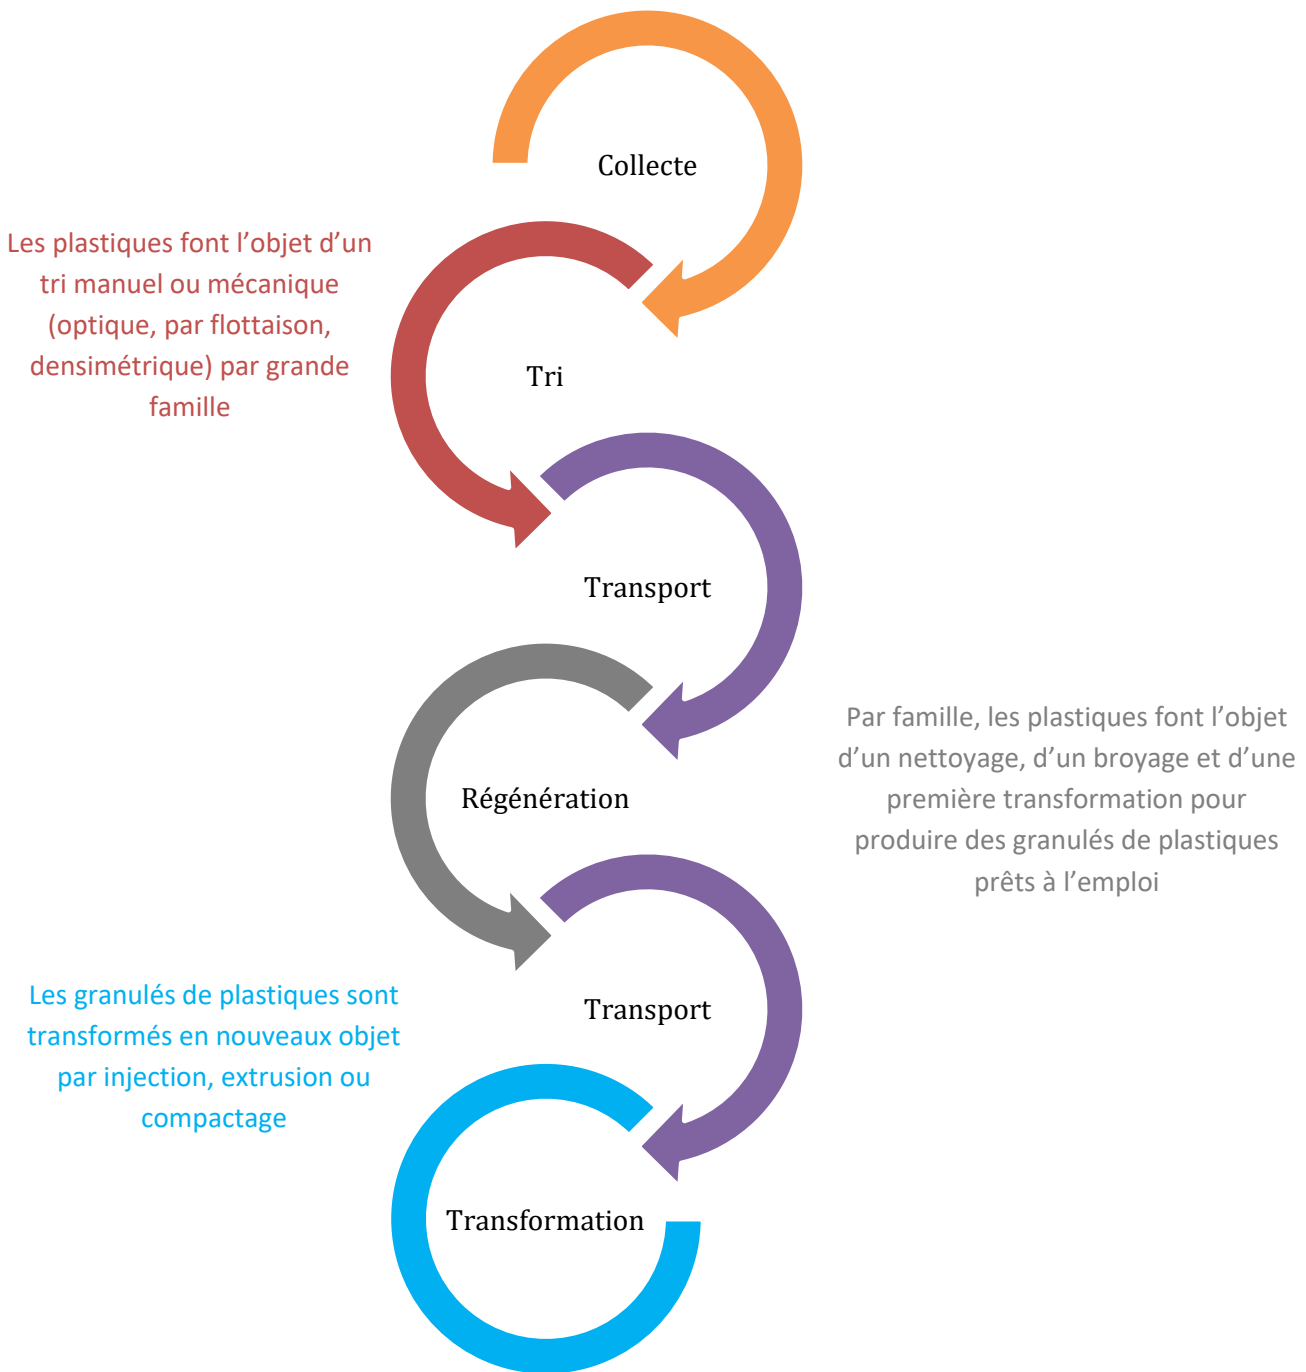 Collecte
Les plastiques font l’objet d’un
tri manuel ou mécanique
(optique, par flottaison,
densimétrique) par grande
famille
Tri
Transport
Régénération
Par famille, les plastiques font l’objet
d’un nettoyage, d’un broyage et d’une
première transformation pour
produire des granulés de plastiques
prêts à l’emploi
Transport
Les granulés de plastiques sont
transformés en nouveaux objet
par injection, extrusion ou
compactage
Transformation